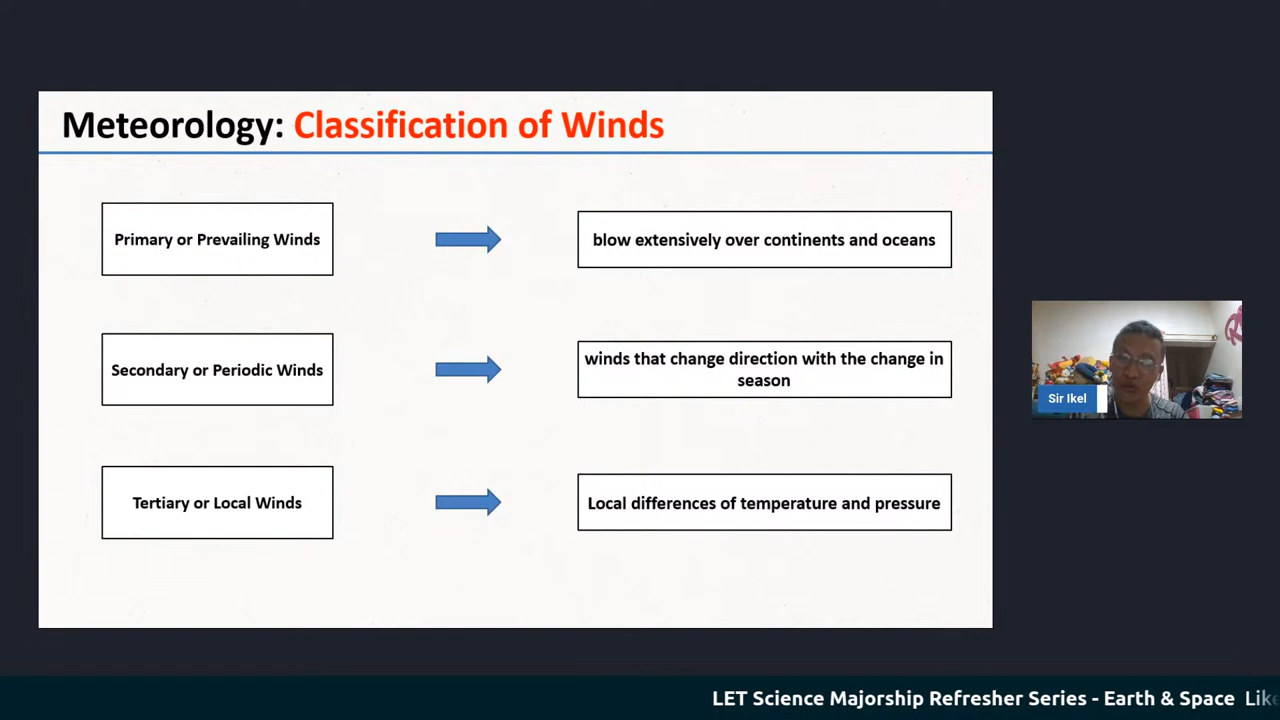 Meteorology: Classification of Winds
Primary or Prevailing Winds
blow extensively over continents and oceans
Secondary or Periodic Winds
winds that change direction with the change in
season
Tertiary or Local Winds
Local differences of temperature and pressure
Sir Ikel
LET Science Majorship Refresher Series - Earth & Space Like